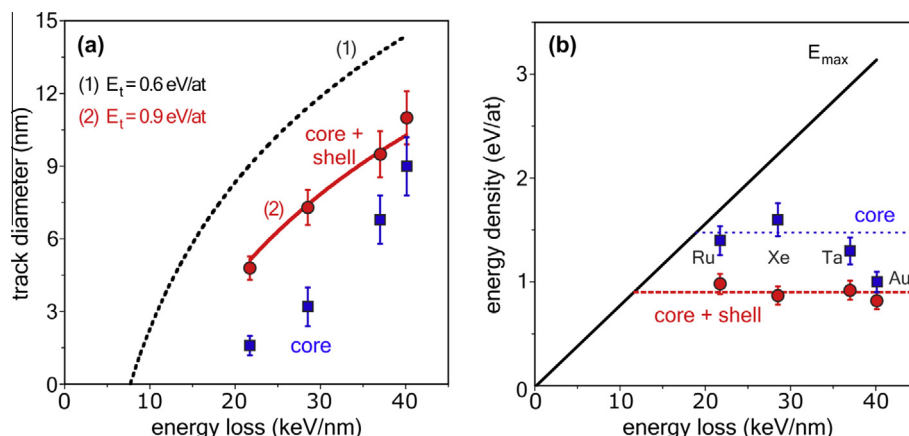 (a)
(1)
(1) E_t = 0.6 eV/at
(2) E_t = 0.9 eV/at
core +
shell
(2)
core
track diameter (nm)
15
12
9
6
3
0
0 10 20 30 40
energy loss (keV/nm)
(b)
E_max
core
Ru Xe Ta
Au
core + shell
energy density (eV/at)
3
2
1
0
0 10 20 30 40
energy loss (keV/nm)